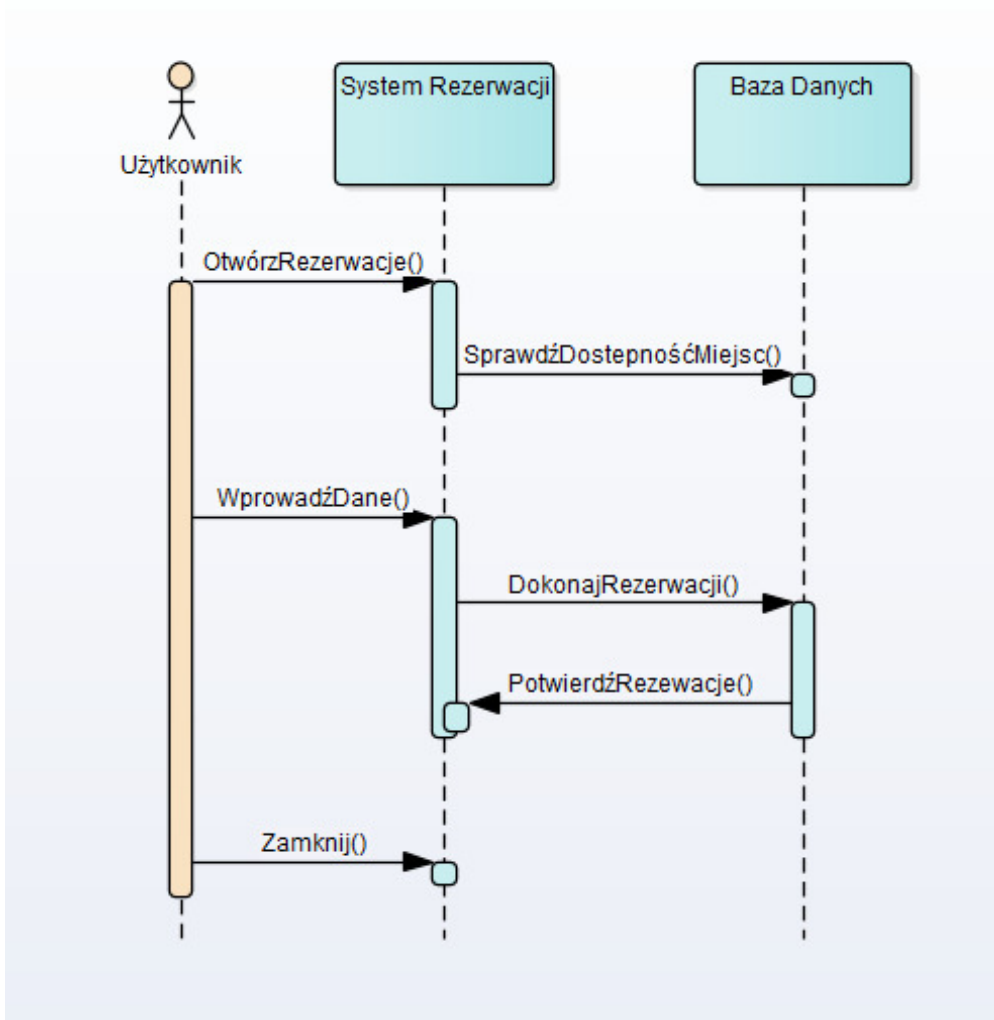 System Rezerwacji
Baza Danych
Użytkownik
OtwórzRezerwacje()
SprawdźDostepnośćMiejsc()
WprowadźDane()
DokonajRezerwacji()
PotwierdźRezewacje()
Zamknij()